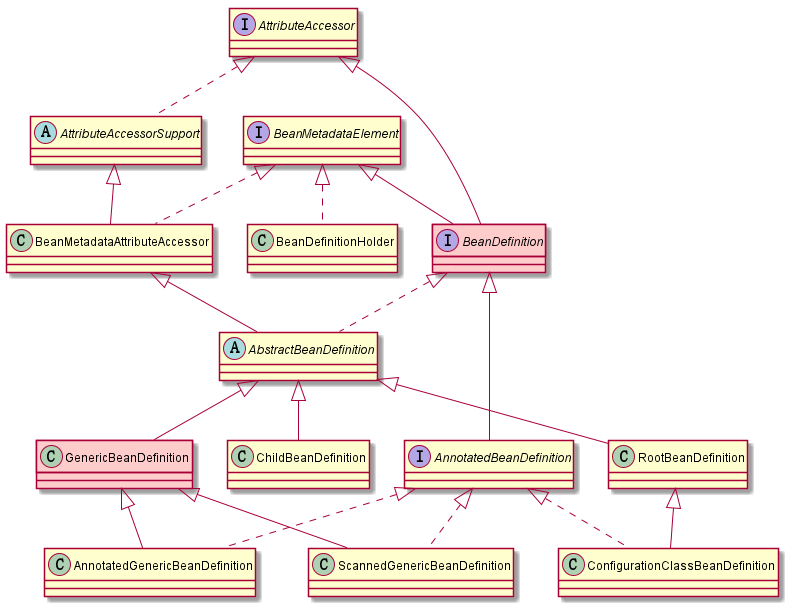 I AttributeAccessor
A AttributeAccessorSupport
I BeanMetadataElement
C BeanMetadataAttributeAccessor
C BeanDefinitionHolder
I BeanDefinition
A AbstractBeanDefinition
C GenericBeanDefinition
C ChildBeanDefinition
I AnnotatedBeanDefinition
C RootBeanDefinition
C AnnotatedGenericBeanDefinition
C ScannedGenericBeanDefinition
C ConfigurationClassBeanDefinition